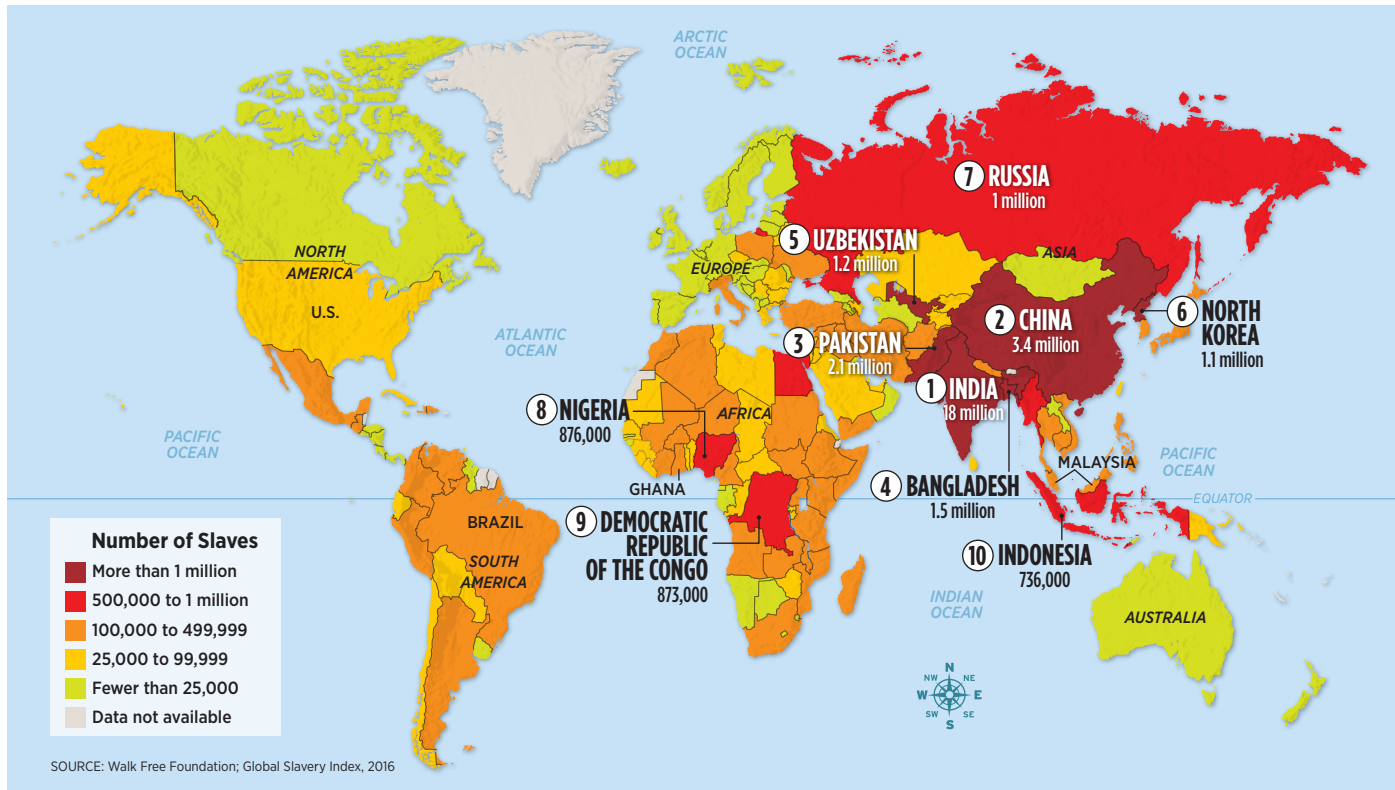 ARCTIC
OCEAN
7 RUSSIA
1 million
5 UZBEKISTAN
1.2 million
ASIA
NORTH
AMERICA
EUROPE
U.S.
2 CHINA
3.4 million
6 NORTH
KOREA
1.1 million
ATLANTIC
OCEAN
3 PAKISTAN
2.1 million
1 INDIA
18 million
8 NIGERIA
876,000
AFRICA
PACIFIC
OCEAN
MALAYSIA
PACIFIC
OCEAN
GHANA
4 BANGLADESH
1.5 million
EQUATOR
BRAZIL
9 DEMOCRATIC
REPUBLIC
OF THE CONGO
873,000
SOUTH
AMERICA
10 INDONESIA
736,000
INDIAN
OCEAN
AUSTRALIA
Number of Slaves
More than 1 million
500,000 to 1 million
100,000 to 499,999
25,000 to 99,999
Fewer than 25,000
Data not available
N
NW NE
W E
SW SE
S
SOURCE: Walk Free Foundation; Global Slavery Index, 2016